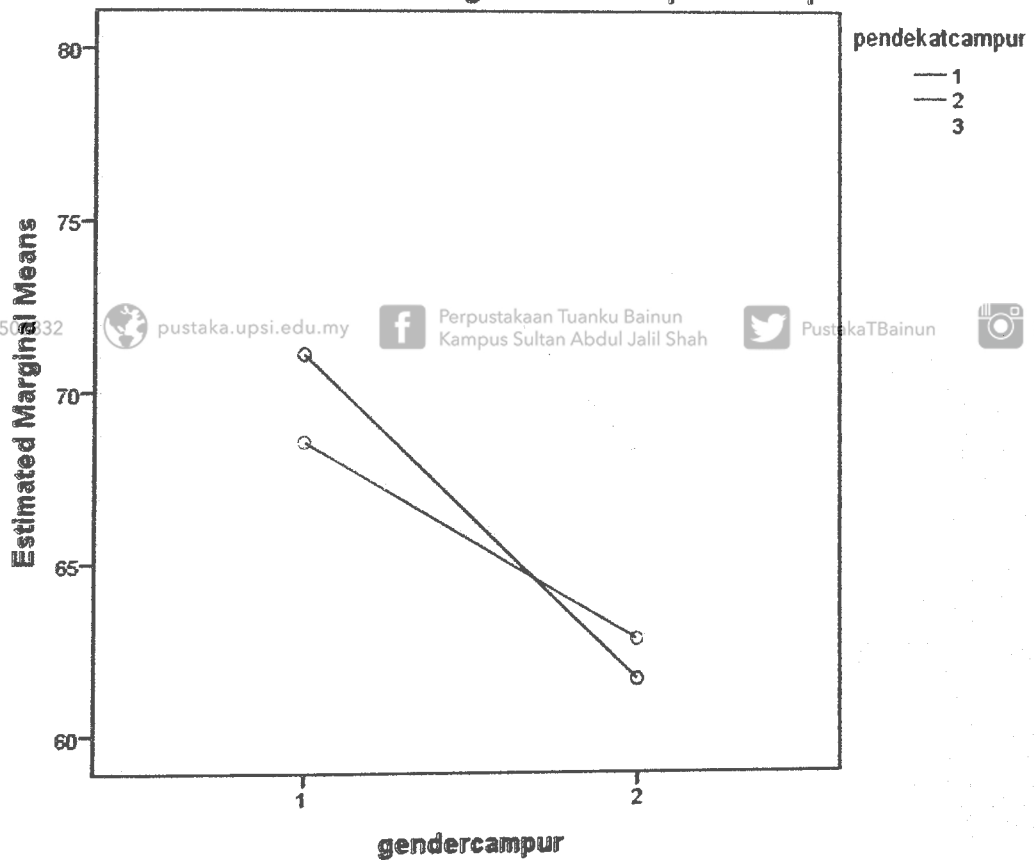 80
pendekatcampur
1
2
3
75
70
65
60
Estimated Marginal Means
pustaka.upsi.edu.my
Perpustakaan Tuanku Bainun
Kampus Sultan Abdul Jalil Shah
PustakaTBainun
1
2
gendercampur